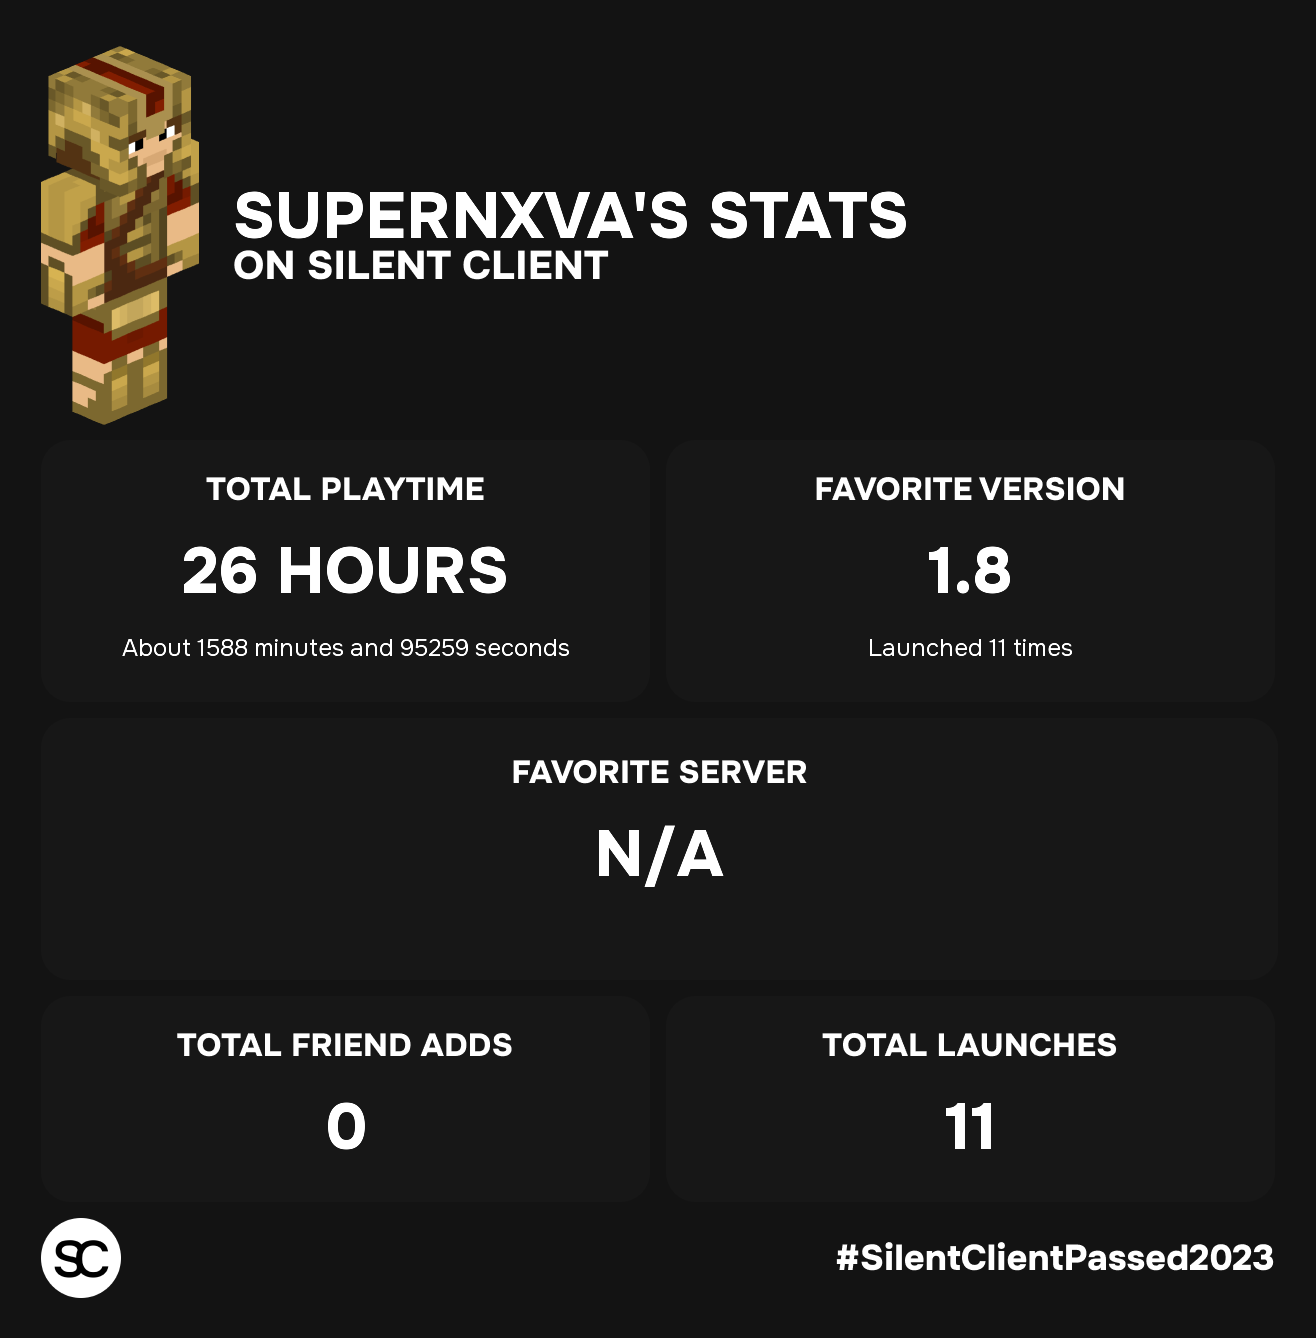 SUPERNXVA'S STATS
ON SILENT CLIENT
TOTAL PLAYTIME
26 HOURS
About 1588 minutes and 95259 seconds
FAVORITE VERSION
1.8
Launched 11 times
FAVORITE SERVER
N/A
TOTAL FRIEND ADDS
0
TOTAL LAUNCHES
11
SC
#SilentClientPassed2023